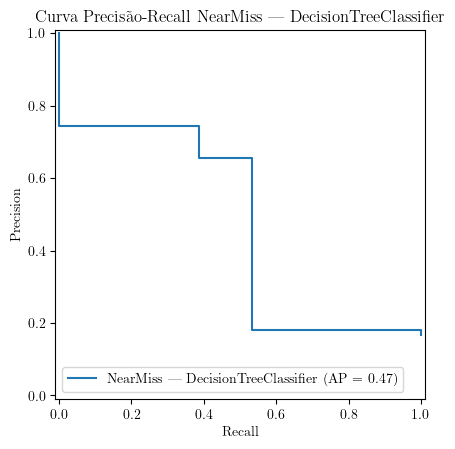 Curva Precisão-Recall NearMiss — DecisionTreeClassifier
1.0
0.8
0.6
0.4
0.2
0.0
Precision
NearMiss — DecisionTreeClassifier (AP = 0.47)
0.0 0.2 0.4 0.6 0.8 1.0
Recall